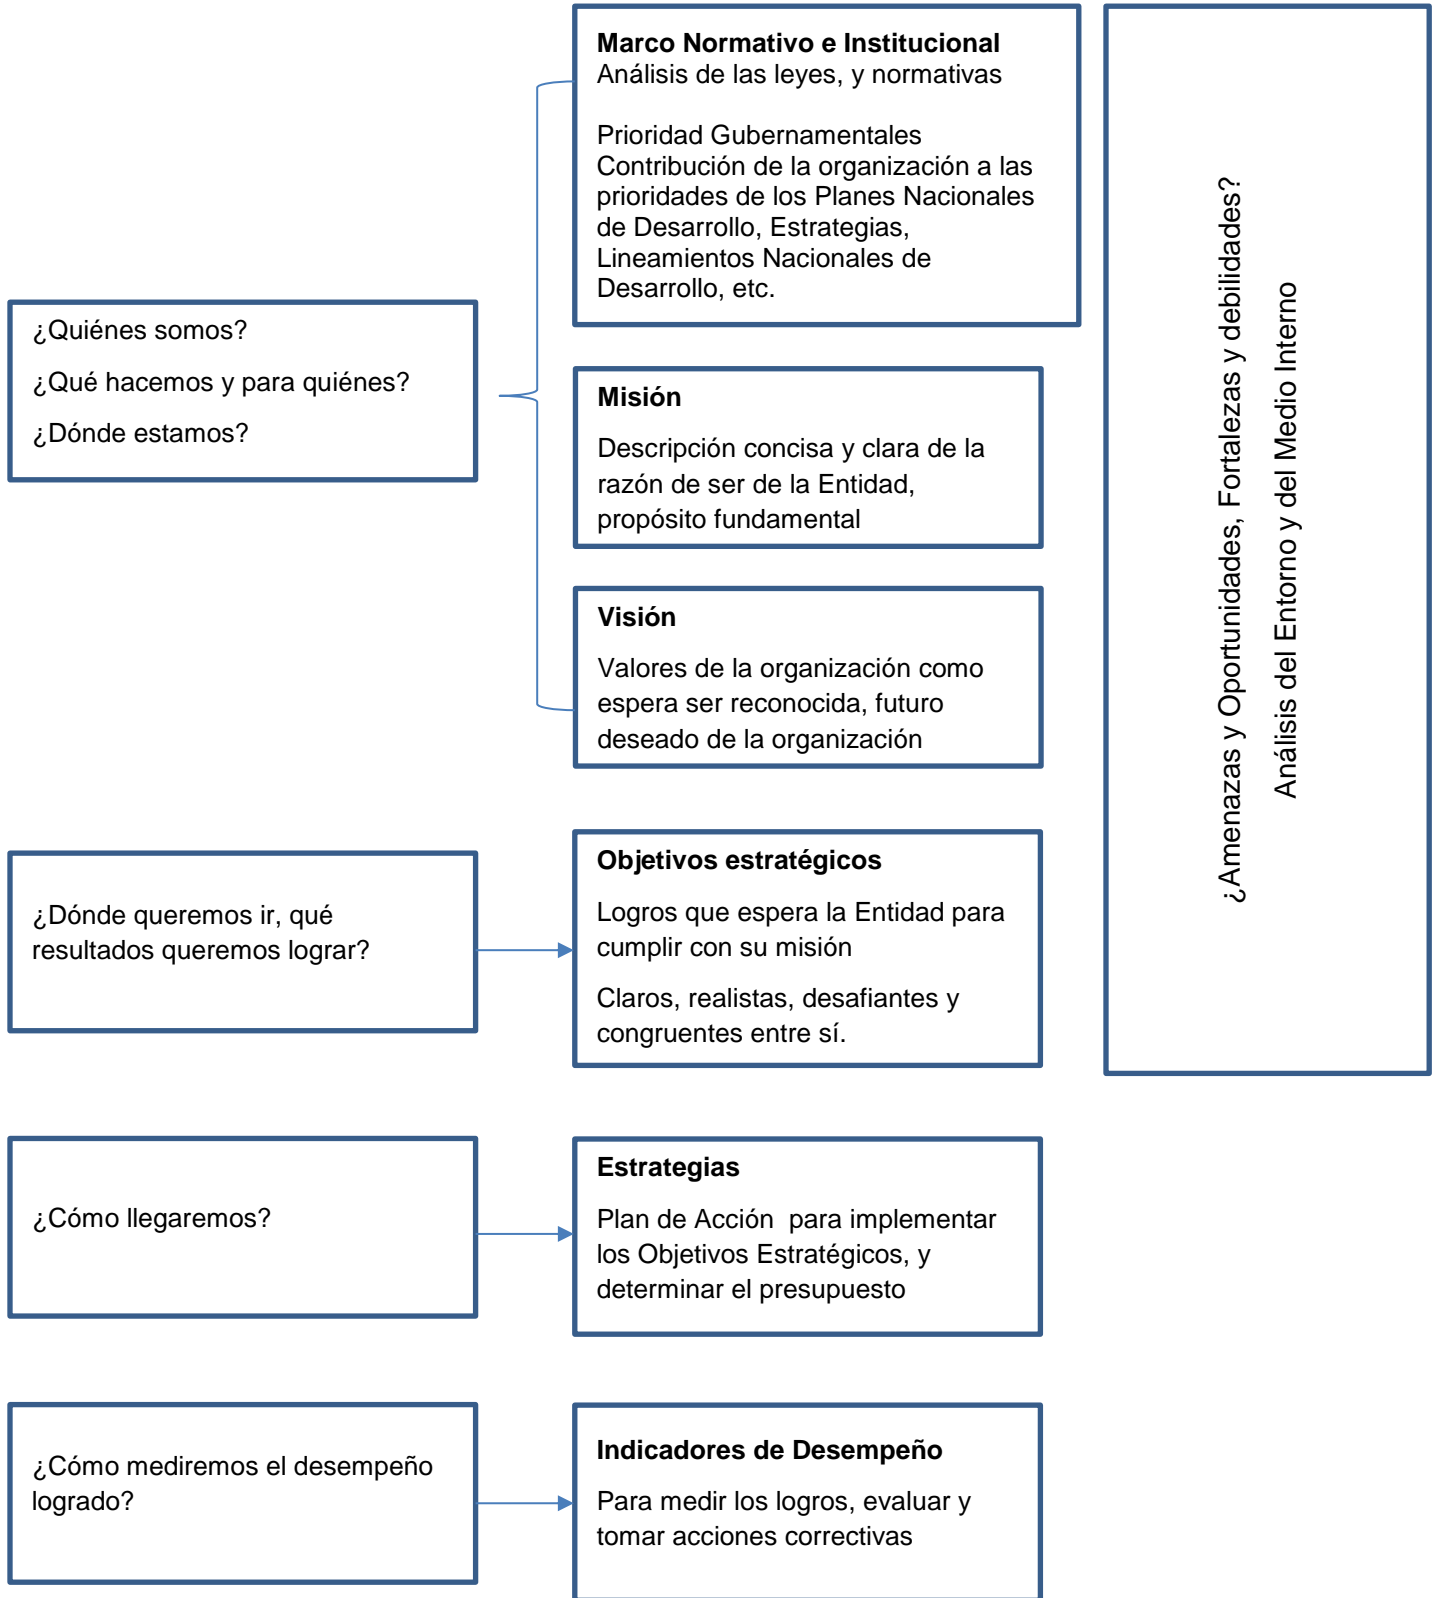 Marco Normativo e Institucional
Análisis de las leyes, y normativas
Prioridad Gubernamentales
Contribución de la organización a las
prioridades de los Planes Nacionales
de Desarrollo, Estrategias,
Lineamientos Nacionales de
Desarrollo, etc.
¿Quiénes somos?
¿Qué hacemos y para quiénes?
¿Dónde estamos?
Misión
Descripción concisa y clara de la
razón de ser de la Entidad,
propósito fundamental
Visión
Valores de la organización como
espera ser reconocida, futuro
deseado de la organización
¿Amenazas y Oportunidades, Fortalezas y debilidades?
Análisis del Entorno y del Medio Interno
¿Dónde queremos ir, qué
resultados queremos lograr?
Objetivos estratégicos
Logros que espera la Entidad para
cumplir con su misión
Claros, realistas, desafiantes y
congruentes entre sí.
¿Cómo llegaremos?
Estrategias
Plan de Acción  para implementar
los Objetivos Estratégicos, y
determinar el presupuesto
¿Cómo mediremos el desempeño
logrado?
Indicadores de Desempeño
Para medir los logros, evaluar y
tomar acciones correctivas